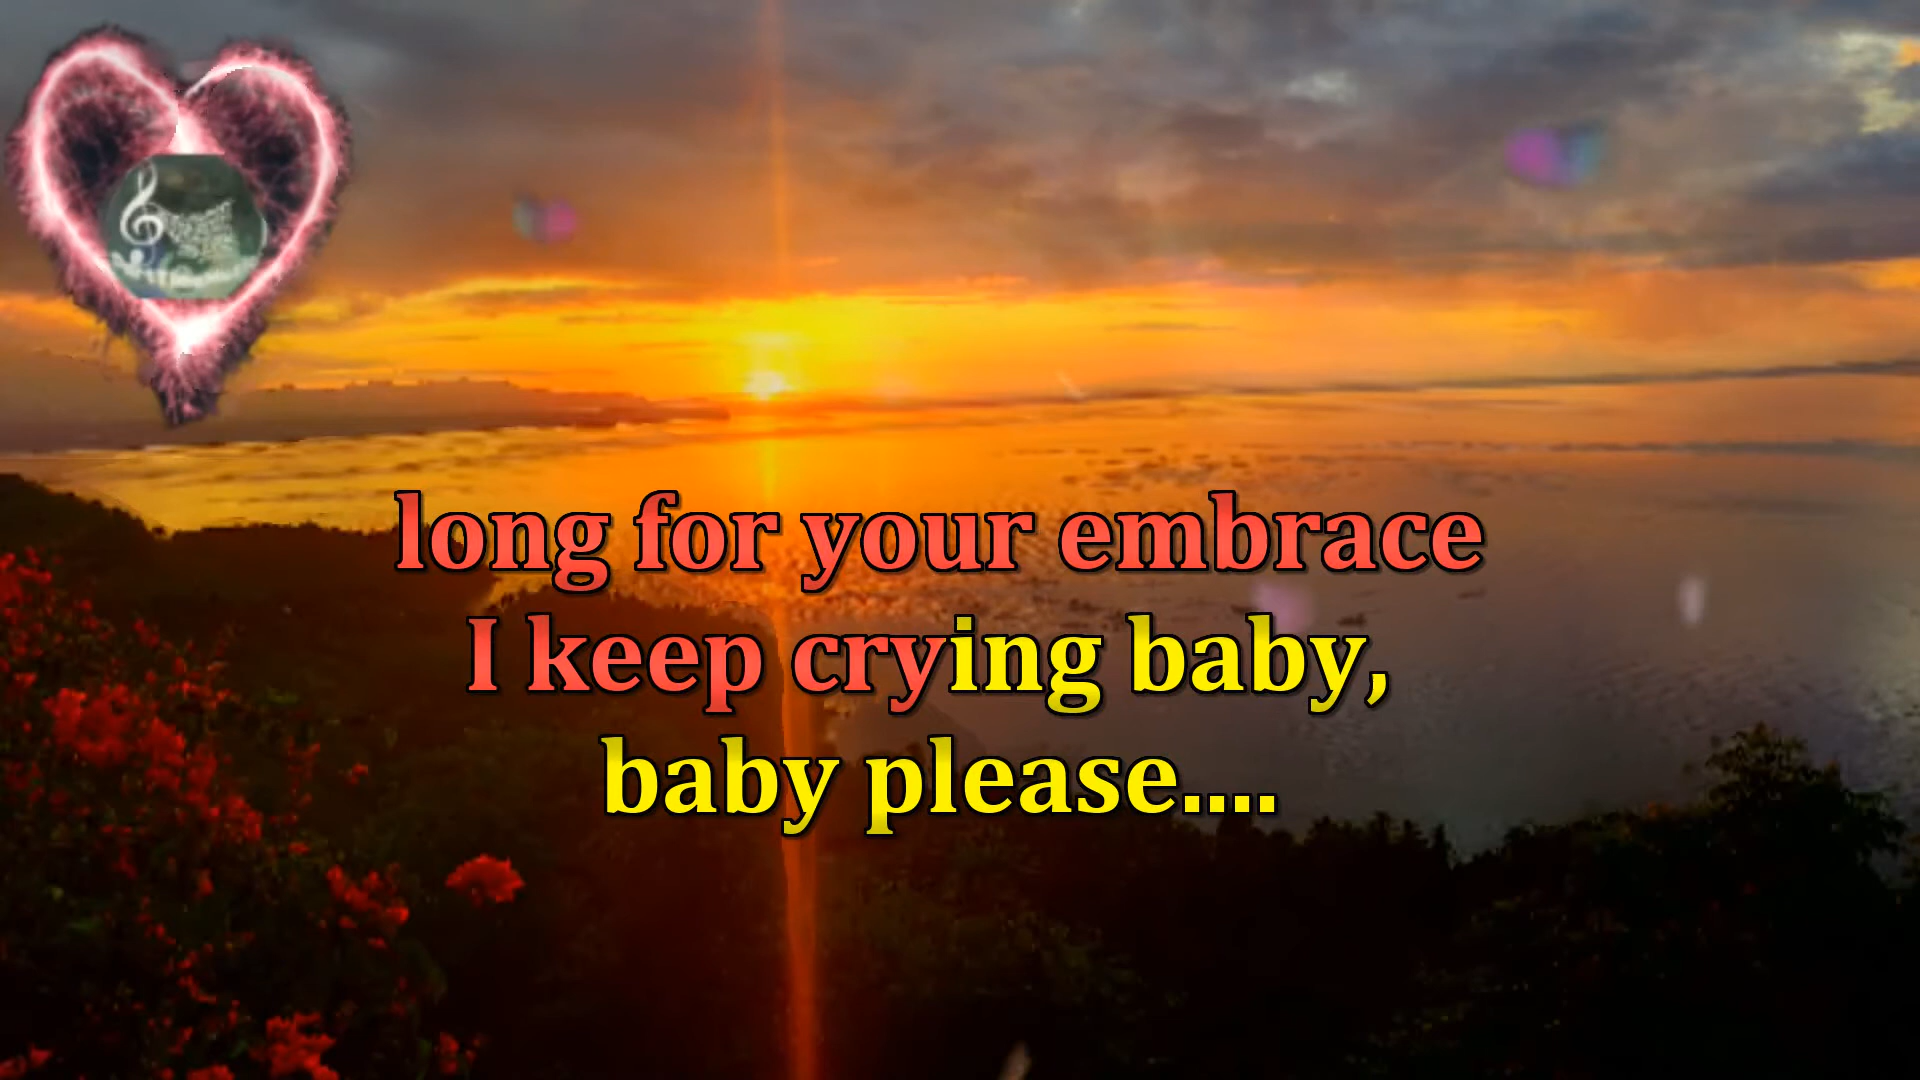 long for your embrace
I keep crying baby,
baby please....